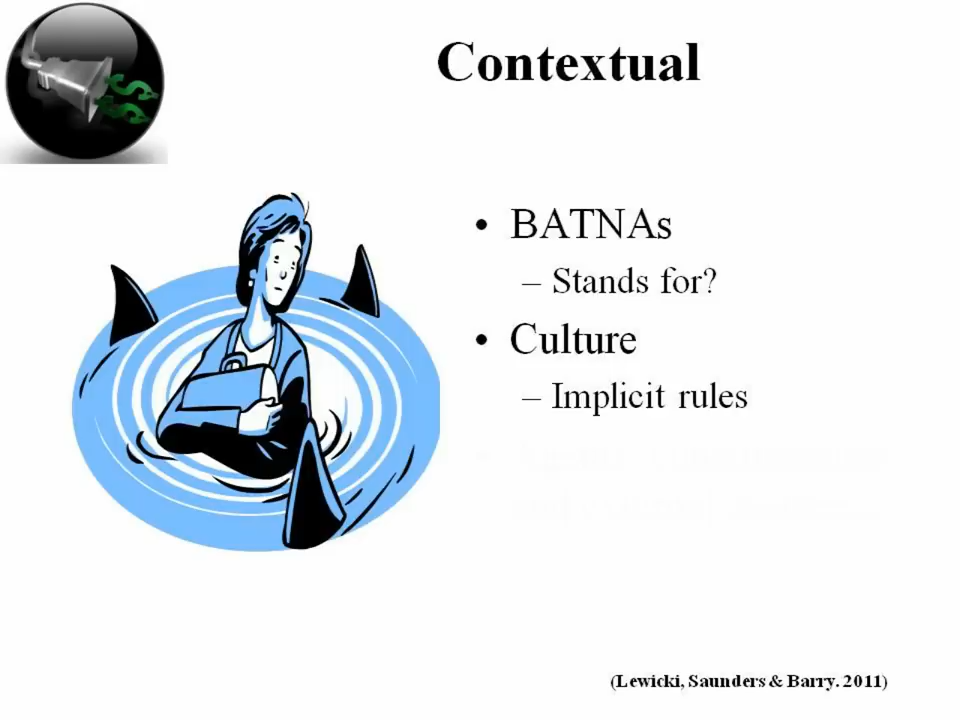 Contextual
• BATNAs
– Stands for?
• Culture
– Implicit rules
(Lewicki, Saunders & Barry. 2011)